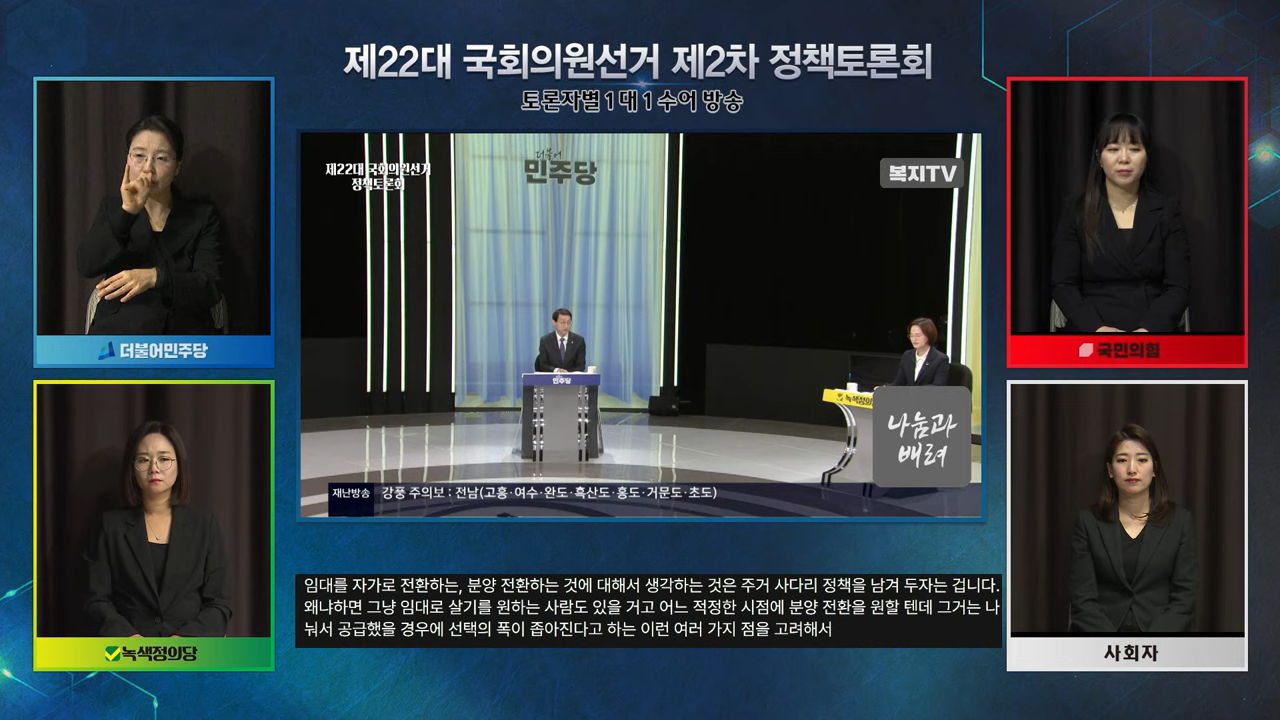 제22대 국회의원선거 제2차 정책토론회
토론자별 1대1 수어 방송
제22대 국회의원선거
정책토론회
더불어
민주당
복지TV
민주당
녹색정의
나눔과
배려
재난방송
강풍 주의보 : 전남(고흥·여수·완도·흑산도·홍도·거문도·초도)
더불어민주당
국민의힘
녹색정의당
사회자
임대를 자가로 전환하는, 분양 전환하는 것에 대해서 생각하는 것은 주거 사다리 정책을 남겨 두자는 겁니다.
왜냐하면 그냥 임대로 살기를 원하는 사람도 있을 거고 어느 적정한 시점에 분양 전환을 원할 텐데 그거는 나
눠서 공급했을 경우에 선택의 폭이 좁아진다고 하는 이런 여러 가지 점을 고려해서